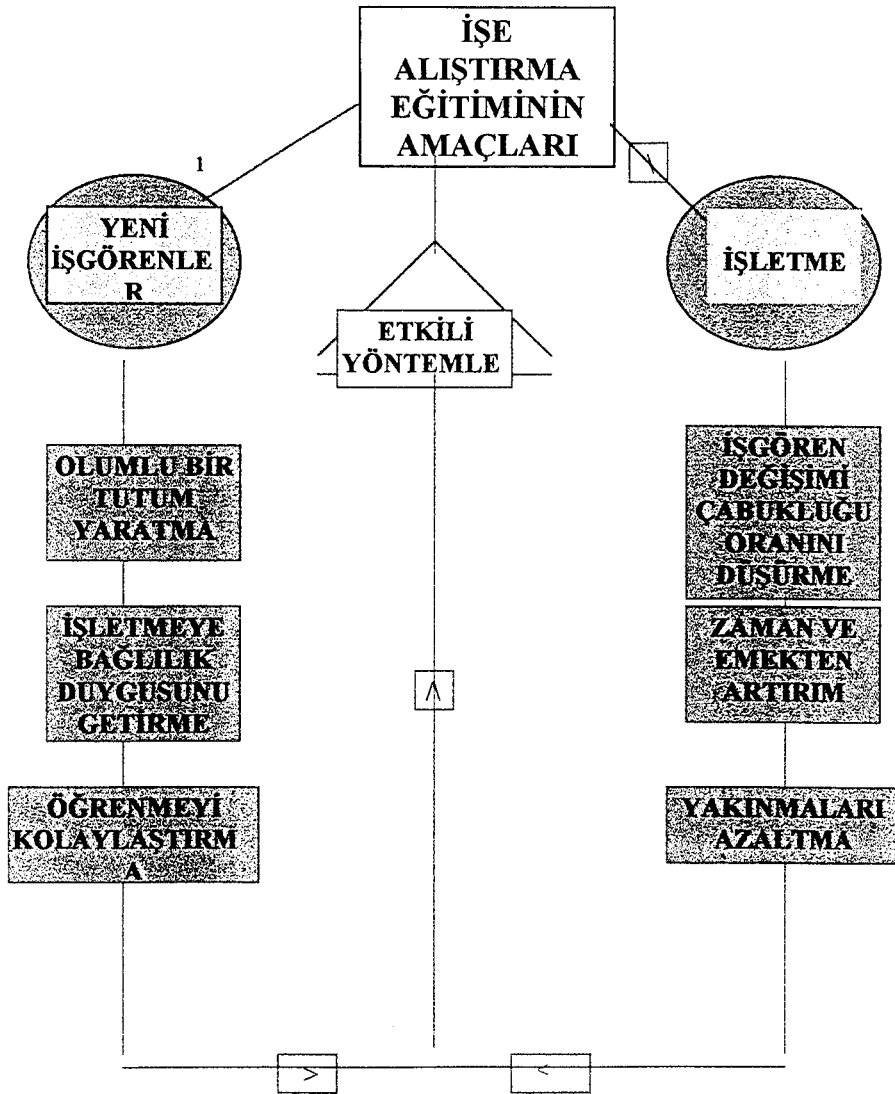 İŞE
ALIŞTIRMA
EĞİTİMİNİN
AMAÇLARI
1
YENİ
İŞGÖRENLE
R
İŞLETME
ETKİLİ
YÖNTEMLE
OLUMLU BİR
TUTUM
YARATMA
İŞLETMEYE
BAĞLILIK
DUYGUSUNU
GETİRME
ÖĞRENMEYİ
KOLAYLAŞTIRM
A
İŞGÖREN
DEĞİŞİMİ
ÇABUKLUĞU
ORANINI
DÜŞÜRME
ZAMAN VE
EMEKTEN
ARTIRIM
YAKINMALARI
AZALTMA